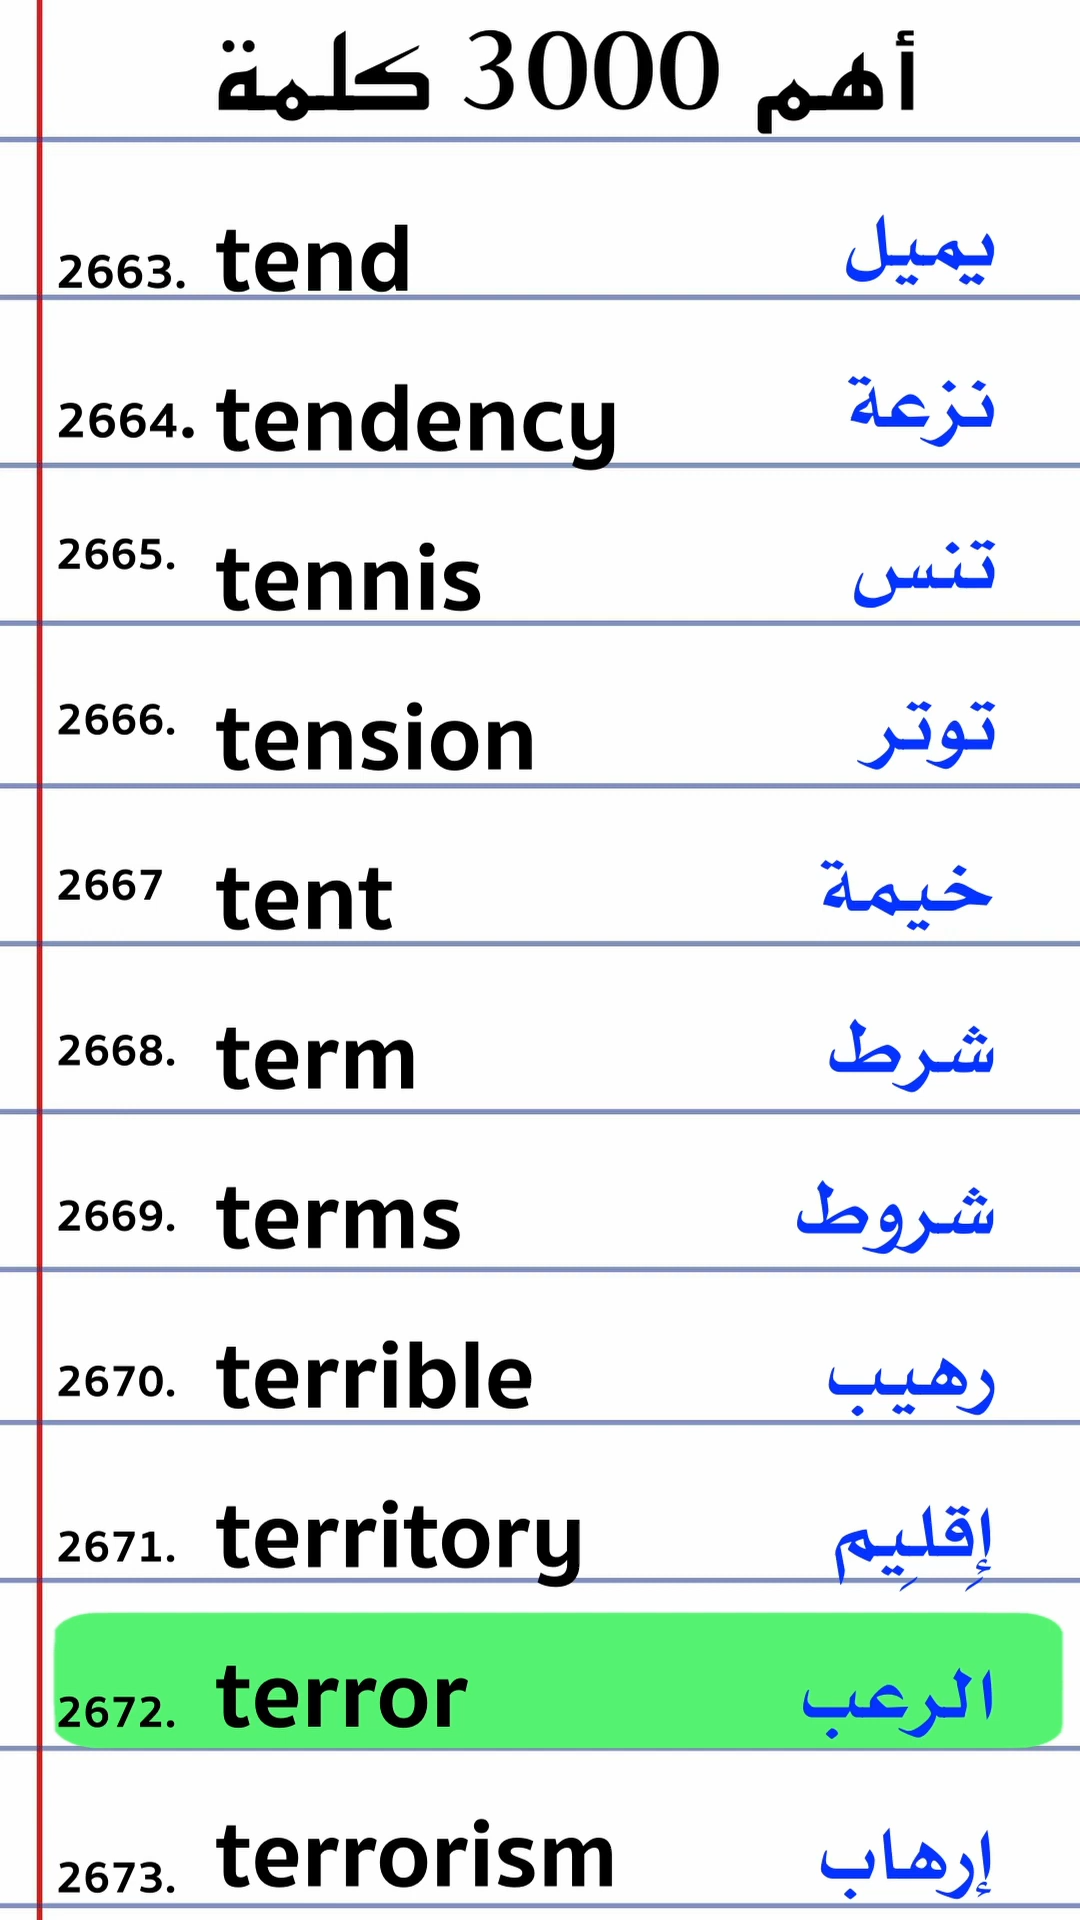 أهم 3000 كلمة
2663. tend يميل
2664. tendency نزعة
2665. tennis تنس
2666. tension توتر
2667 tent خيمة
2668. term شرط
2669. terms شروط
2670. terrible رهيب
2671. territory إِقلِيم
2672. terror الرعب
2673. terrorism إرهاب